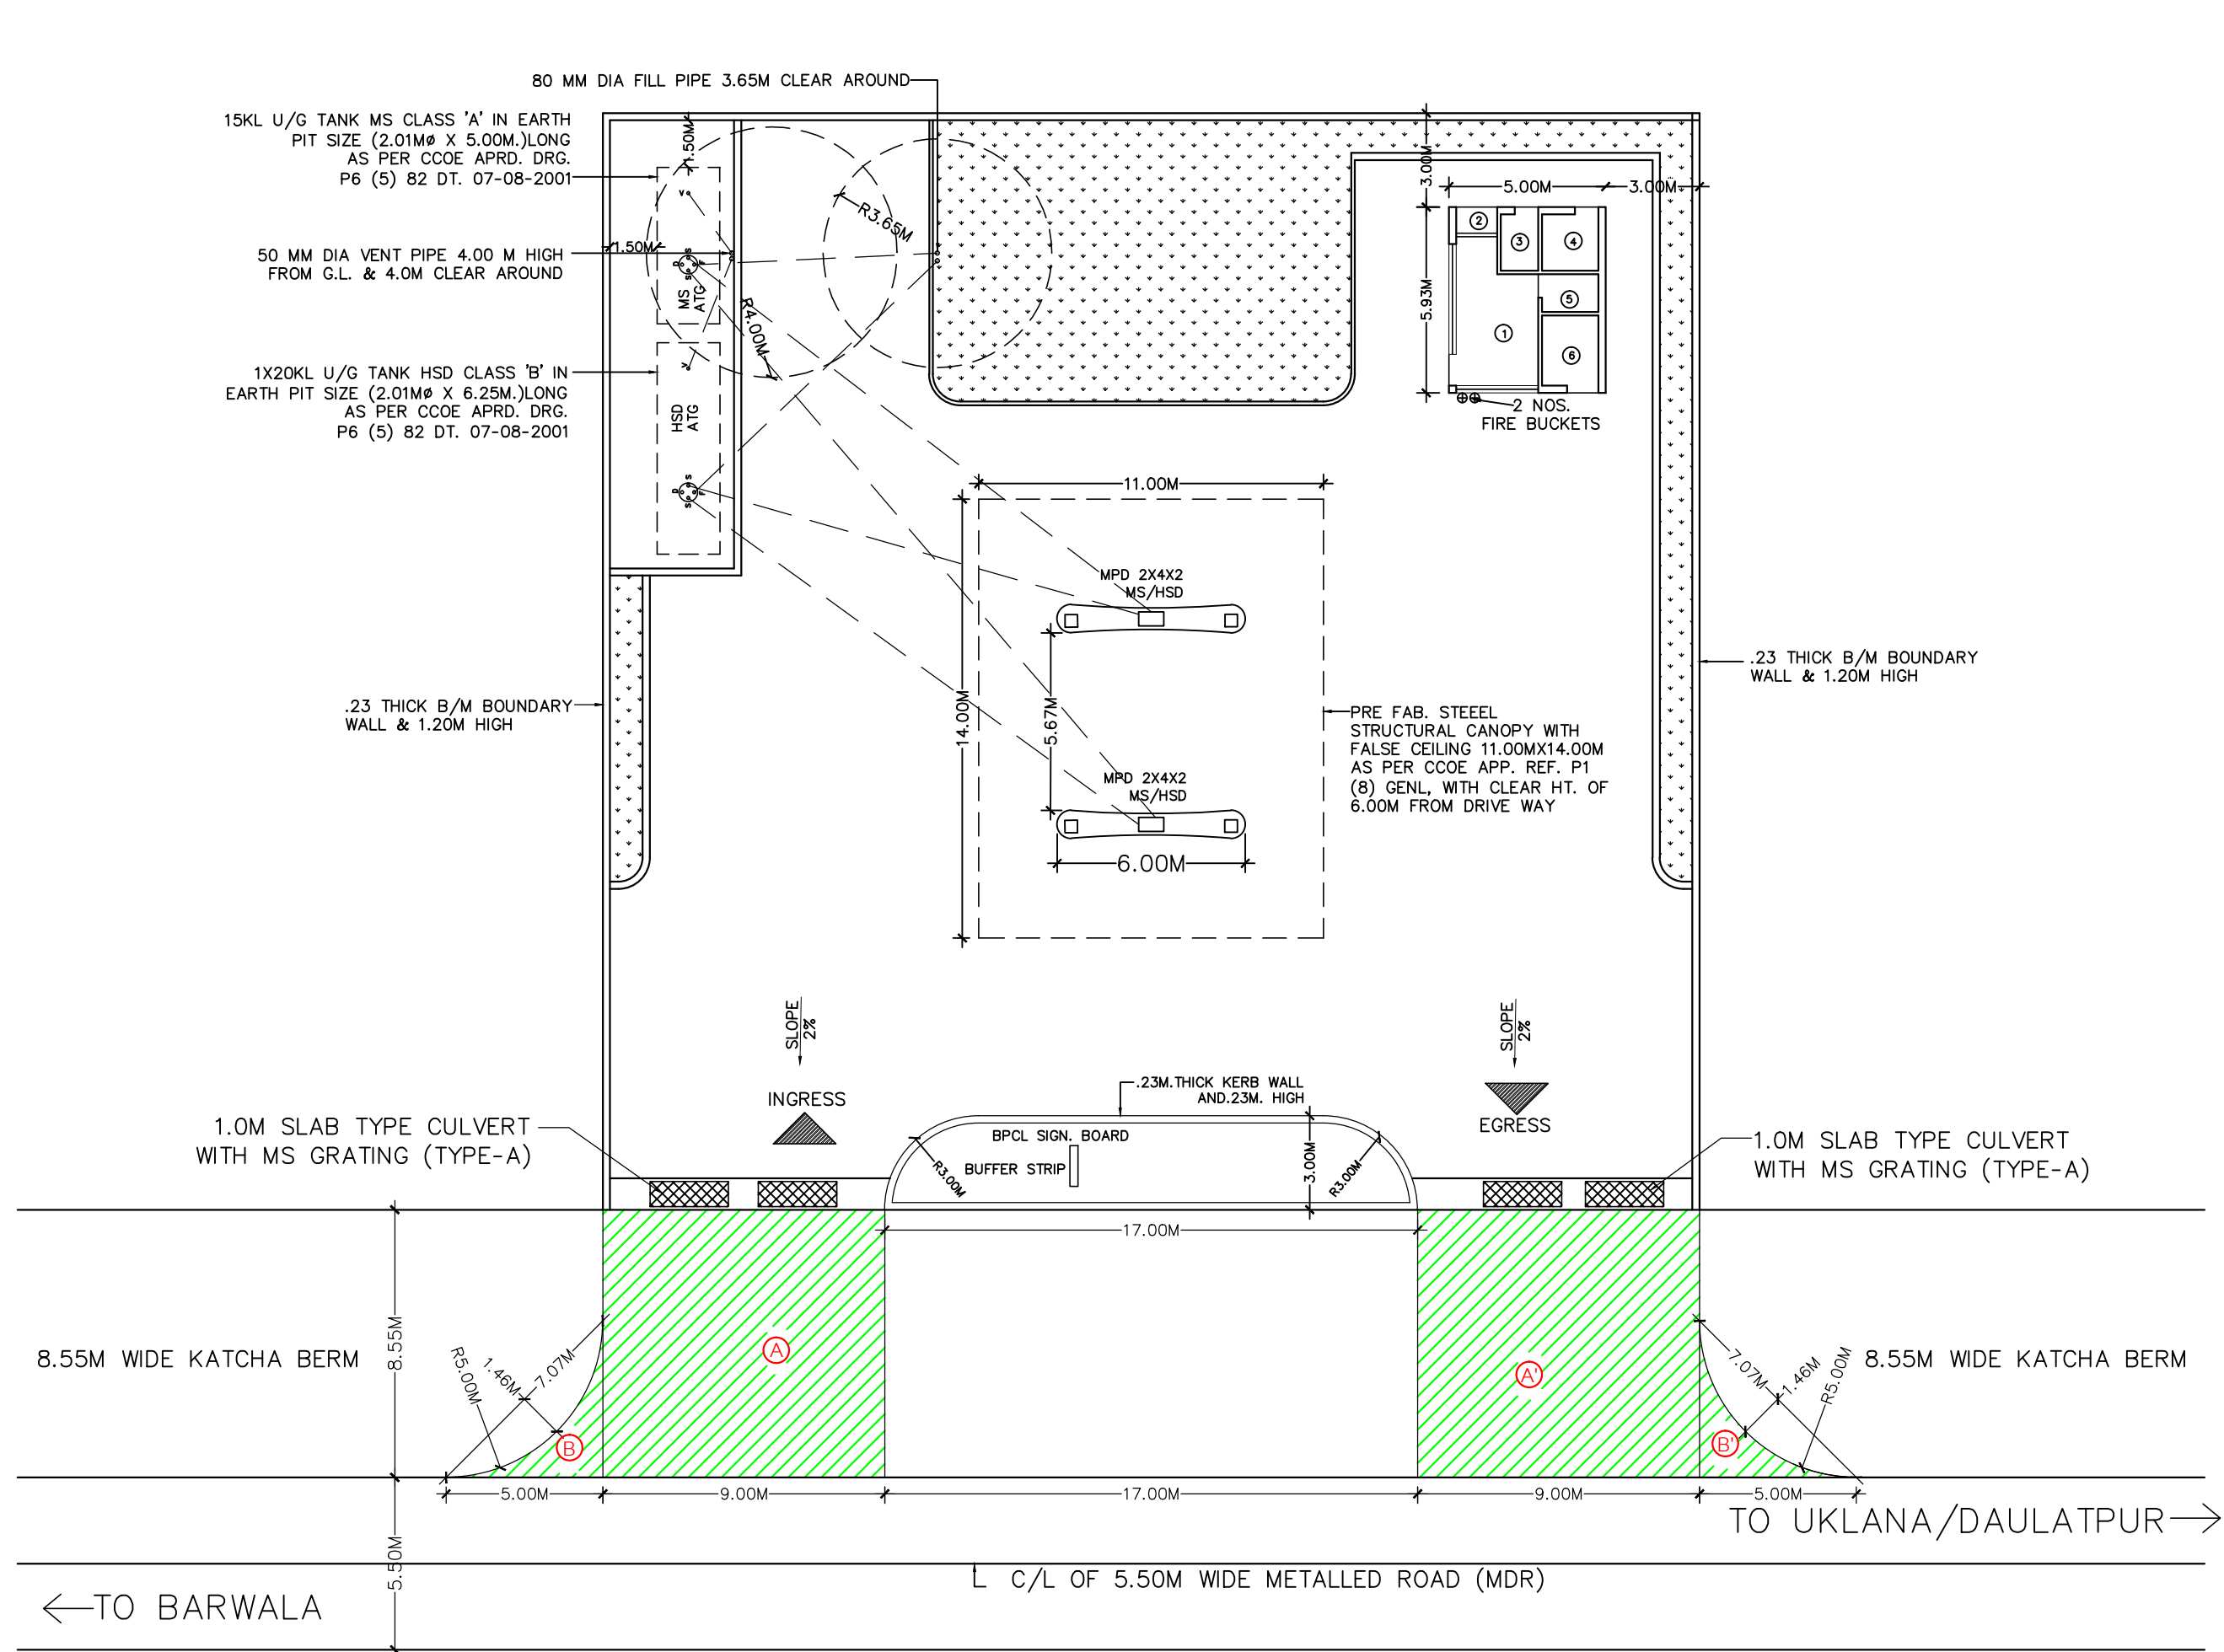 80 MM DIA FILL PIPE 3.65M CLEAR AROUND
15KL U/G TANK MS CLASS 'A' IN EARTH
PIT SIZE (2.01MØ X 5.00M.)LONG
AS PER CCOE APRD. DRG.
P6 (5) 82 DT. 07-08-2001
50 MM DIA VENT PIPE 4.00 M HIGH
FROM G.L. & 4.0M CLEAR AROUND
1X20KL U/G TANK HSD CLASS 'B' IN
EARTH PIT SIZE (2.01MØ X 6.25M.)LONG
AS PER CCOE APRD. DRG.
P6 (5) 82 DT. 07-08-2001
1.50M
1.50M
V
D
S
F
S
MS
ATG
V
HSD
ATG
D
S
F
S
R4.00M
R3.65M
3.00M
5.00M
3.00M
5.93M
2
3
4
5
1
6
2 NOS.
FIRE BUCKETS
11.00M
14.00M
MPD 2X4X2
MS/HSD
5.67M
MPD 2X4X2
MS/HSD
6.00M
.23 THICK B/M BOUNDARY
WALL & 1.20M HIGH
.23 THICK B/M BOUNDARY
WALL & 1.20M HIGH
PRE FAB. STEEEL
STRUCTURAL CANOPY WITH
FALSE CEILING 11.00MX14.00M
AS PER CCOE APP. REF. P1
(8) GENL, WITH CLEAR HT. OF
6.00M FROM DRIVE WAY
SLOPE
2%
SLOPE
2%
INGRESS
EGRESS
.23M.THICK KERB WALL
AND.23M. HIGH
BPCL SIGN. BOARD
BUFFER STRIP
R3.00M
3.00M
R3.00M
1.0M SLAB TYPE CULVERT
WITH MS GRATING (TYPE-A)
1.0M SLAB TYPE CULVERT
WITH MS GRATING (TYPE-A)
17.00M
8.55M WIDE KATCHA BERM
8.55M
R5.00M
1.46M
7.07M
A
B
A'
B'
7.07M
1.46M
R5.00M
8.55M WIDE KATCHA BERM
5.00M
9.00M
17.00M
9.00M
5.00M
TO UKLANA/DAULATPUR
5.50M
C/L OF 5.50M WIDE METALLED ROAD (MDR)
TO BARWALA